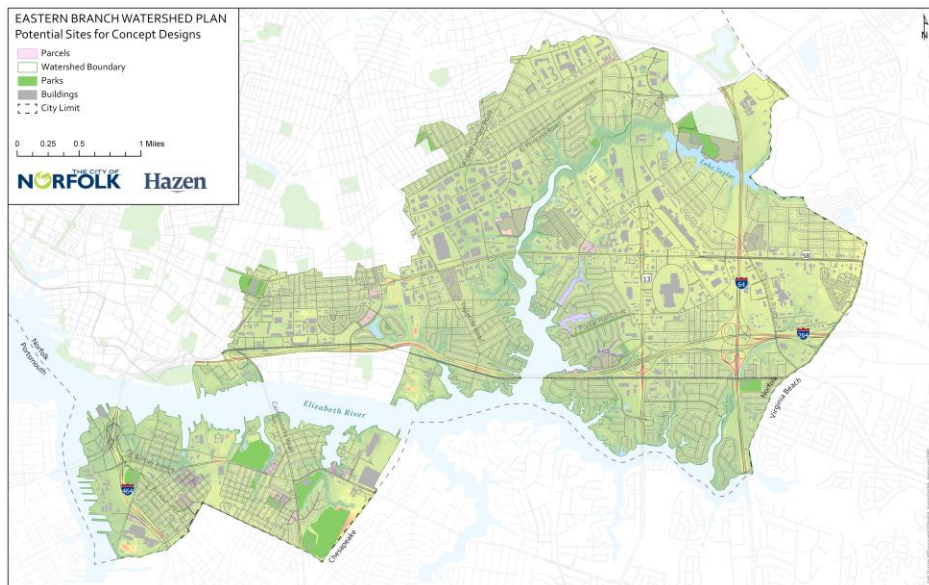 EASTERN BRANCH WATERSHED PLAN
Potential Sites for Concept Designs
Parcels
Watershed Boundary
Parks
Buildings
City Limit
0 0.25 0.5 1 Miles
THE CITY OF
NORFOLK
Hazen
N
Lake Taylor
58
13
64
264
Norfolk
Portsmouth
Elizabeth River
Norfolk
Virginia Beach
464
Chesapeake